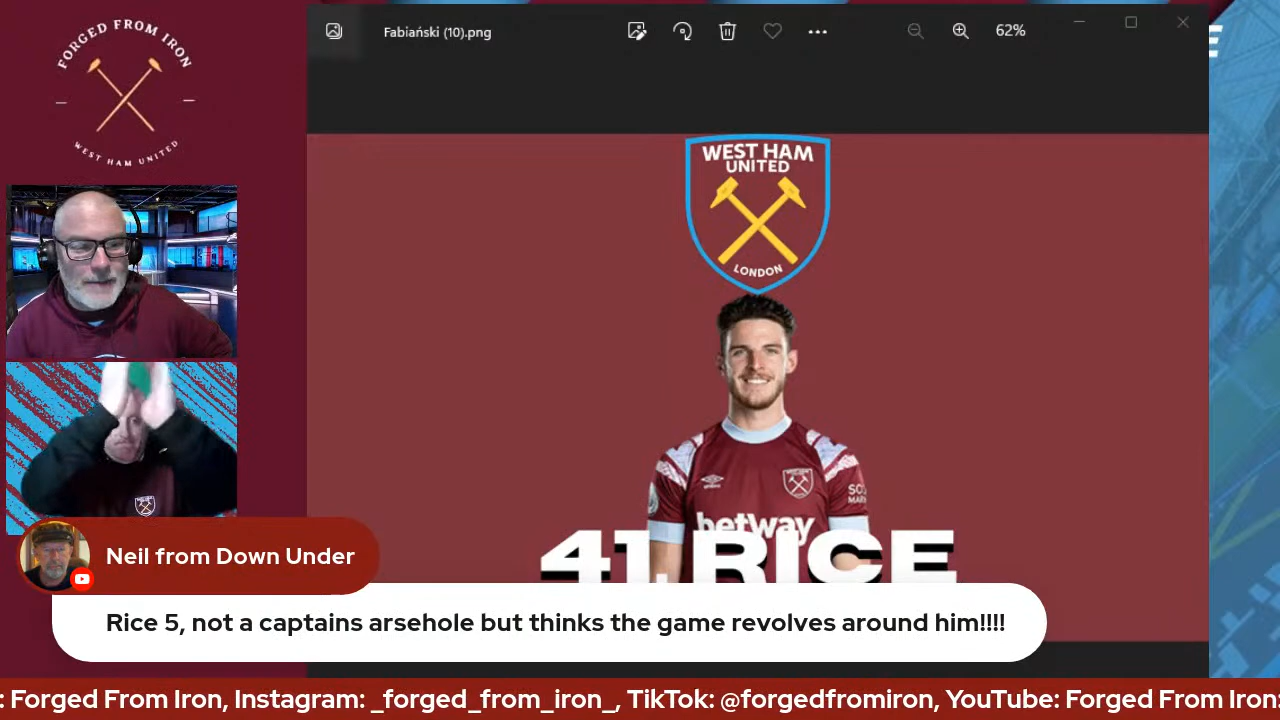 FORGED FROM IRON
WEST HAM UNITED
Fabiański (10).png
62%
WEST HAM
UNITED
LONDON
betway
41. RICE
Neil from Down Under
Rice 5, not a captains arsehole but thinks the game revolves around him!!!!
: Forged From Iron, Instagram: _forged_from_iron_, TikTok: @forgedfromiron, YouTube: Forged From Iron: